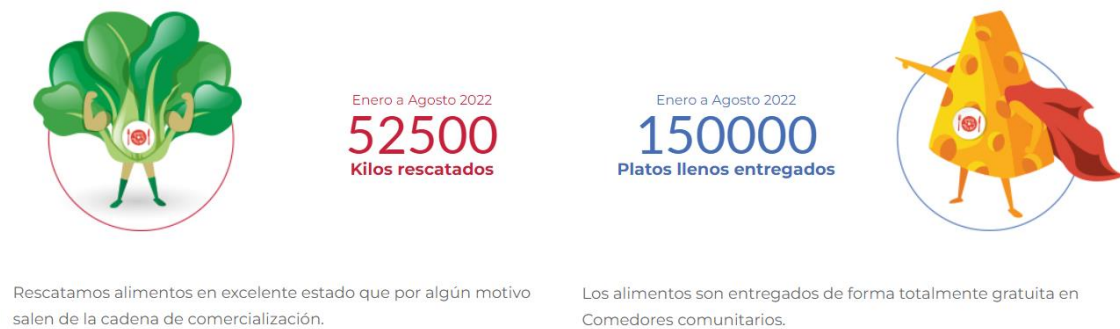 Enero a Agosto 2022
52500
Kilos rescatados
Enero a Agosto 2022
150000
Platos llenos entregados
Rescatamos alimentos en excelente estado que por algún motivo
salen de la cadena de comercialización.
Los alimentos son entregados de forma totalmente gratuita en
Comedores comunitarios.